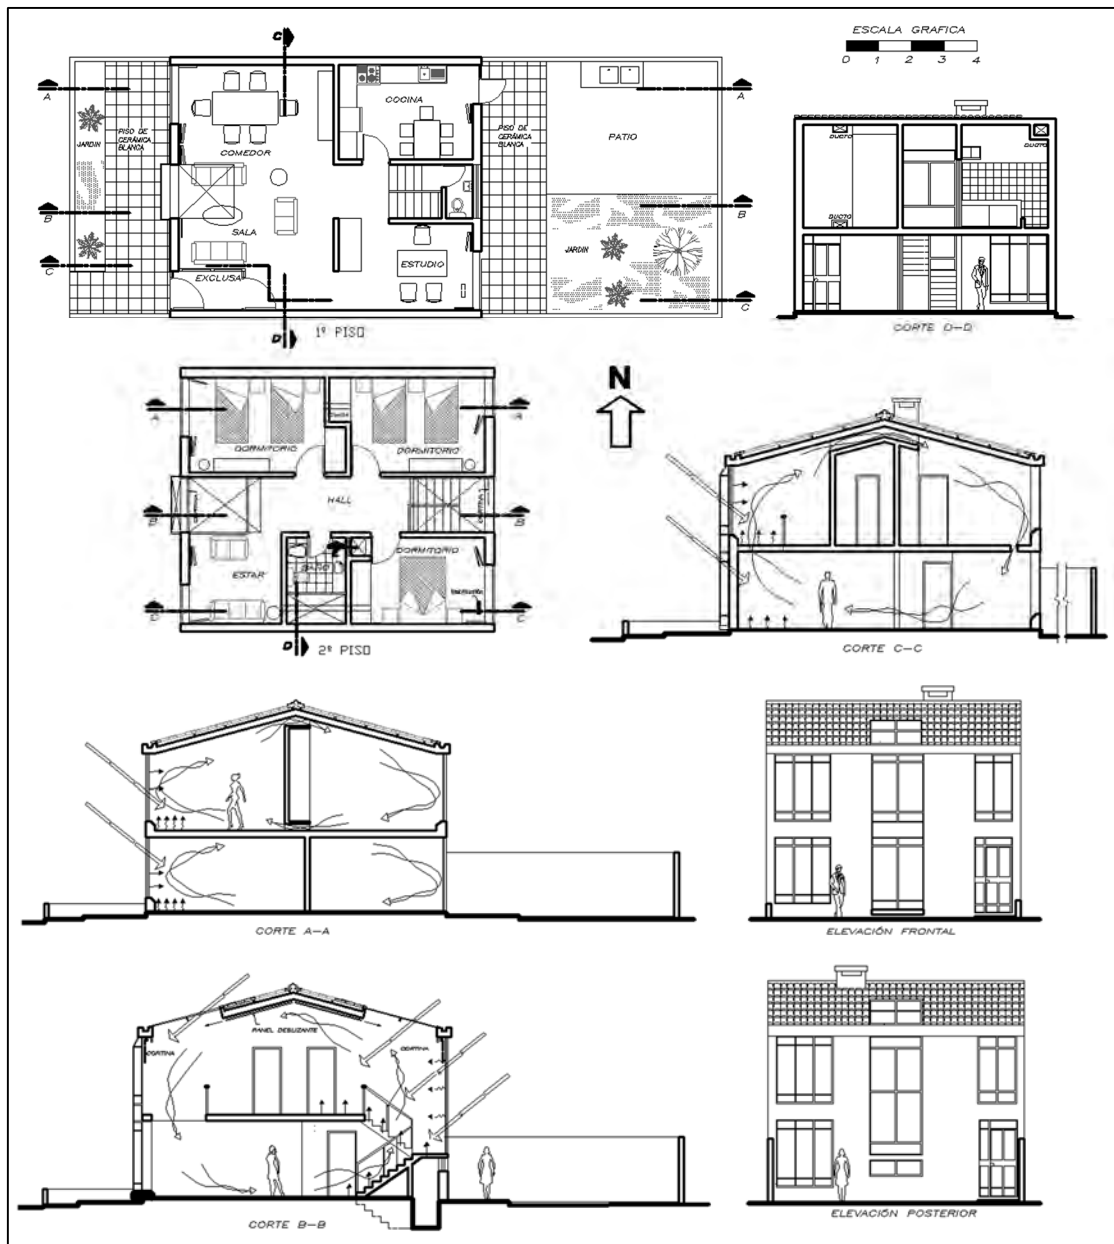 C
ESCALA GRAFICA
0 1 2 3 4
A
COCINA
A
JARDIN
PISO DE
CERÁMICA
BLANCA
COMEDOR
PISO DE
CERÁMICA
BLANCA
PATIO
DUCTO
DUCTO
DUCTO
B
SALA
B
C
EXCLUSA
ESTUDIO
JARDIN
C
D
1º PISO
CORTE D-D
N
A
DORMITORIO
DORMITORIO
A
HALL
B
CORTINA
B
BAÑO
DORMITORIO
ESTAR
C
C
D
2º PISO
CORTE C-C
CORTE A-A
ELEVACIÓN FRONTAL
PANEL DESLIZANTE
CORTINA
CORTINA
CORTE B-B
ELEVACIÓN POSTERIOR